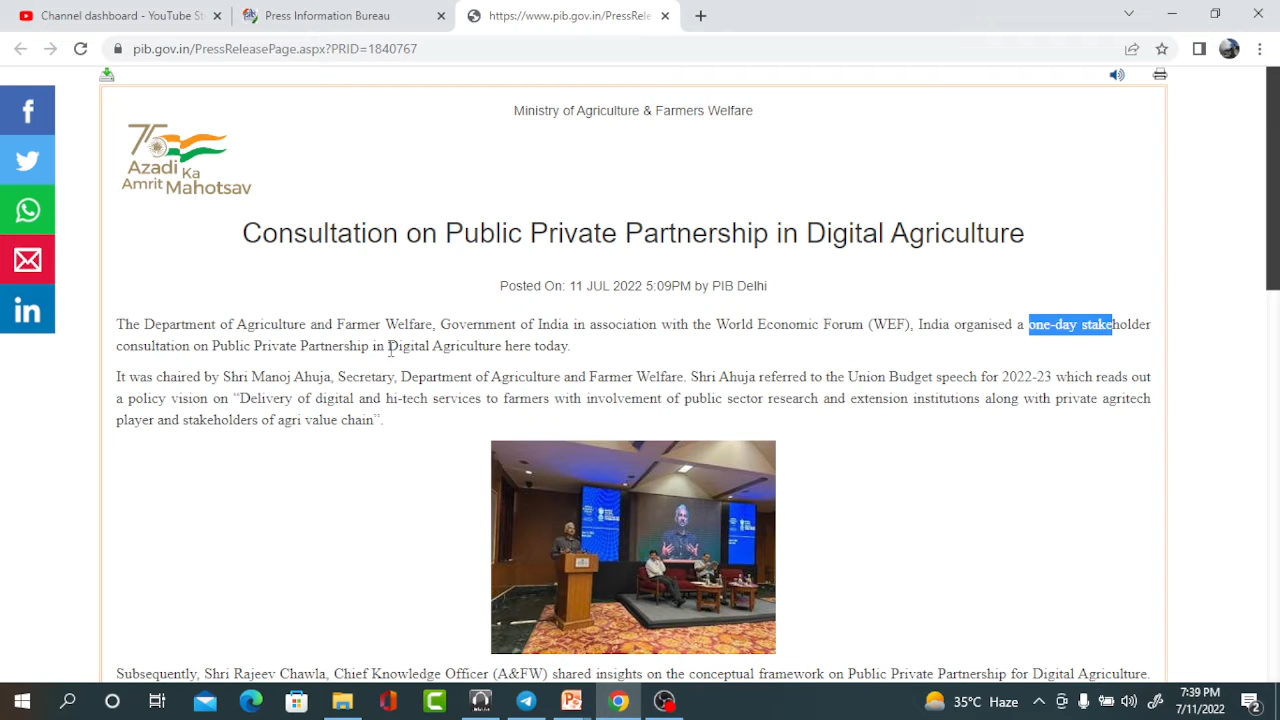 Channel dashboard - YouTube St
Press Information Bureau
https://www.pib.gov.in/PressRele
pib.gov.in/PressReleasePage.aspx?PRID=1840767
Ministry of Agriculture & Farmers Welfare
75
Azadi Ka
Amrit Mahotsav
Consultation on Public Private Partnership in Digital Agriculture
Posted On: 11 JUL 2022 5:09PM by PIB Delhi
The Department of Agriculture and Farmer Welfare, Government of India in association with the World Economic Forum (WEF), India organised a one-day stakeholder
consultation on Public Private Partnership in Digital Agriculture here today.
It was chaired by Shri Manoj Ahuja, Secretary, Department of Agriculture and Farmer Welfare. Shri Ahuja referred to the Union Budget speech for 2022-23 which reads out
a policy vision on “Delivery of digital and hi-tech services to farmers with involvement of public sector research and extension institutions along with private agritech
player and stakeholders of agri value chain”.
Subsequently, Shri Rajeev Chawla, Chief Knowledge Officer (A&FW) shared insights on the conceptual framework on Public Private Partnership for Digital Agriculture.
35°C Haze
7:39 PM
7/11/2022
2